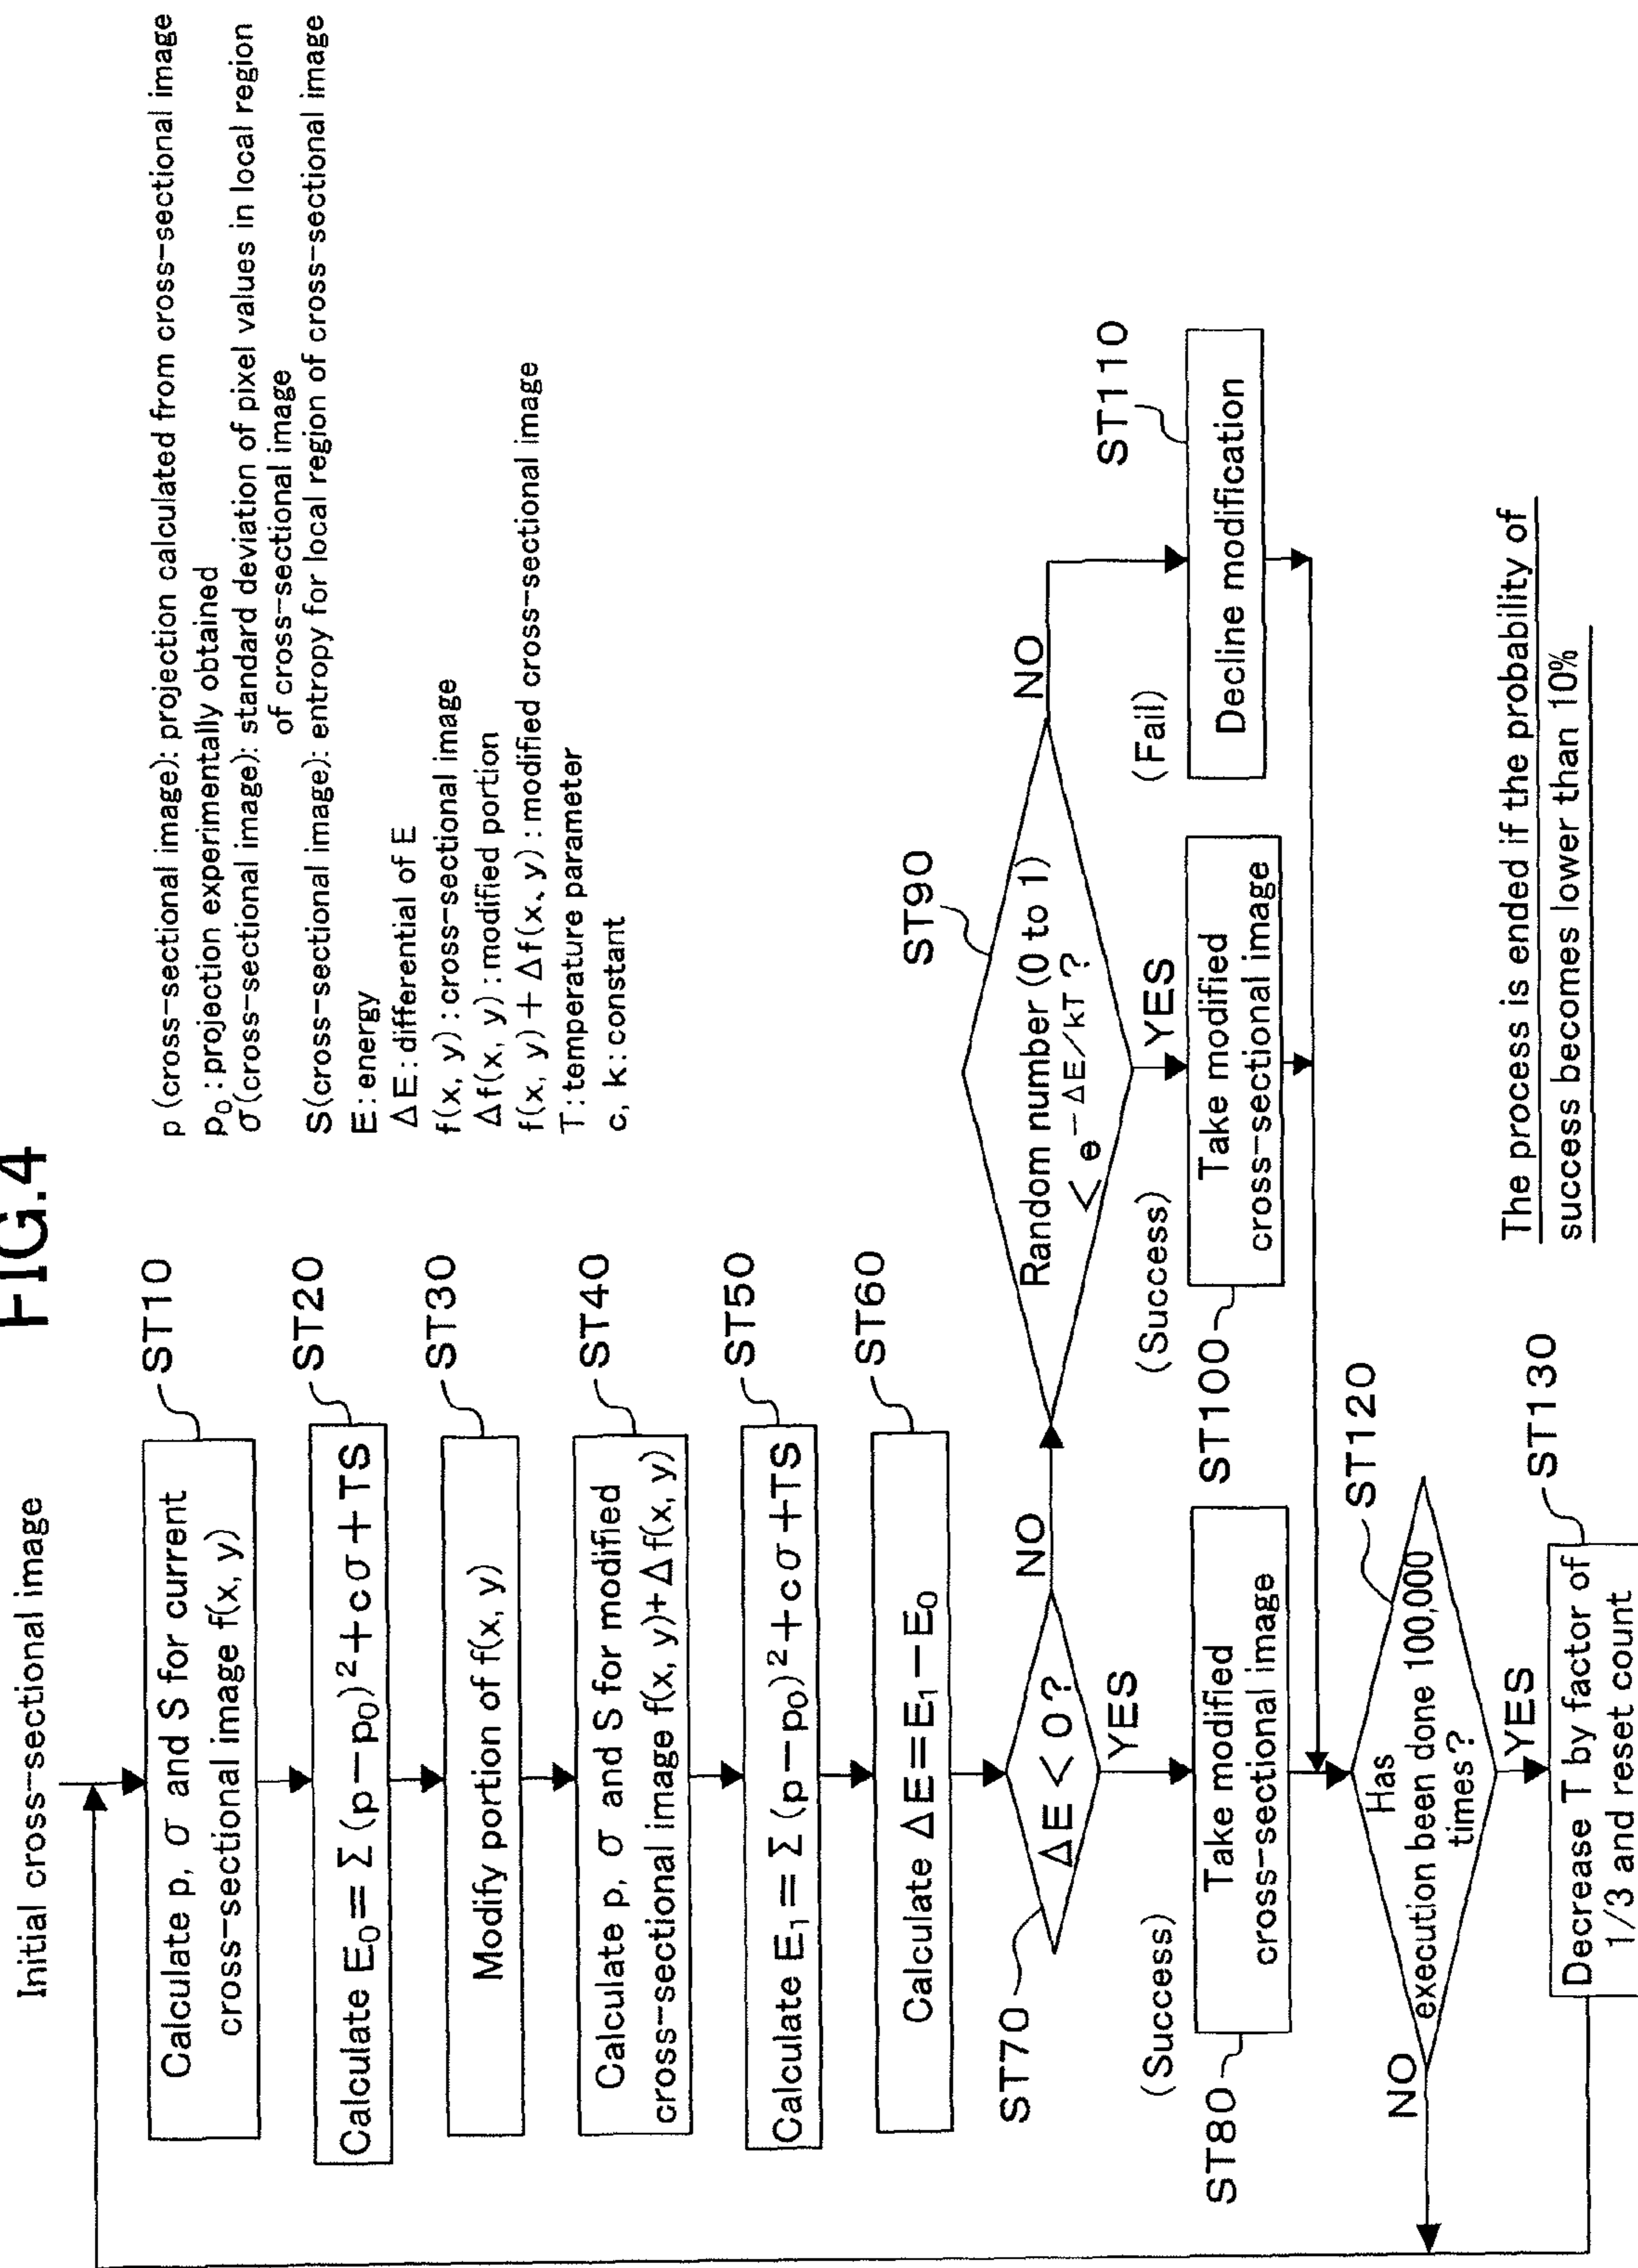 FIG.4
Initial cross-sectional image
Calculate p, σ and S for current
cross-sectional image f(x, y)
ST10
Calculate E₀＝Σ(p−p₀)²＋cσ＋TS
ST20
Modify portion of f(x, y)
ST30
Calculate p, σ and S for modified
cross-sectional image f(x, y)+Δf(x, y)
ST40
Calculate E₁＝Σ(p−p₀)²＋cσ＋TS
ST50
Calculate ΔE＝E₁−E₀
ST60
ΔE＜0?
ST70
NO
YES
Random number (0 to 1)
＜e⁻ΔE/kT?
ST90
NO
YES
(Success)
Take modified
cross-sectional image
ST80
(Success)
Take modified
cross-sectional image
ST100
(Fail)
Decline modification
ST110
Has
execution been done 100,000
times?
ST120
NO
YES
Decrease T by factor of
1/3 and reset count
ST130
p (cross-sectional image): projection calculated from cross-sectional image
p₀:projection experimentally obtained
σ(cross-sectional image): standard deviation of pixel values in local region
of cross-sectional image
S(cross-sectional image): entropy for local region of cross-sectional image
E:energy
ΔE:differential of E
f(x, y):cross-sectional image
Δf(x, y):modified portion
f(x, y)＋Δf(x, y):modified cross-sectional image
T:temperature parameter
c, k:constant
The process is ended if the probability of
success becomes lower than 10%